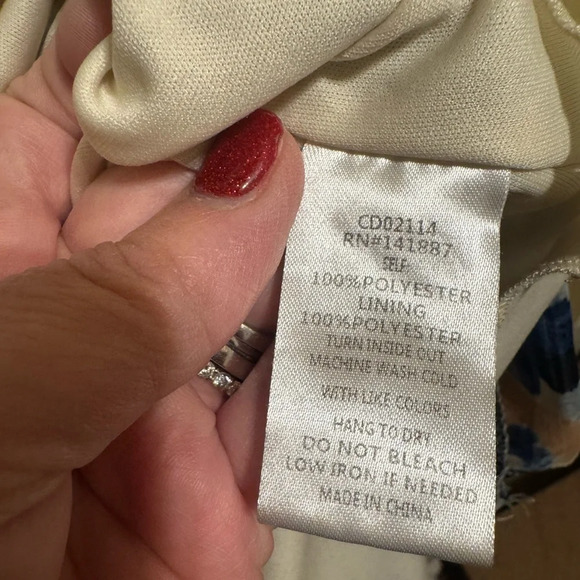 CD02114
RN#141887
SELF
100%POLYESTER
LINING
100%POLYESTER
TURN INSIDE OUT
MACHINE WASH COLD
WITH LIKE COLORS
HANG TO DRY
DO NOT BLEACH
LOW IRON IF NEEDED
MADE IN CHINA